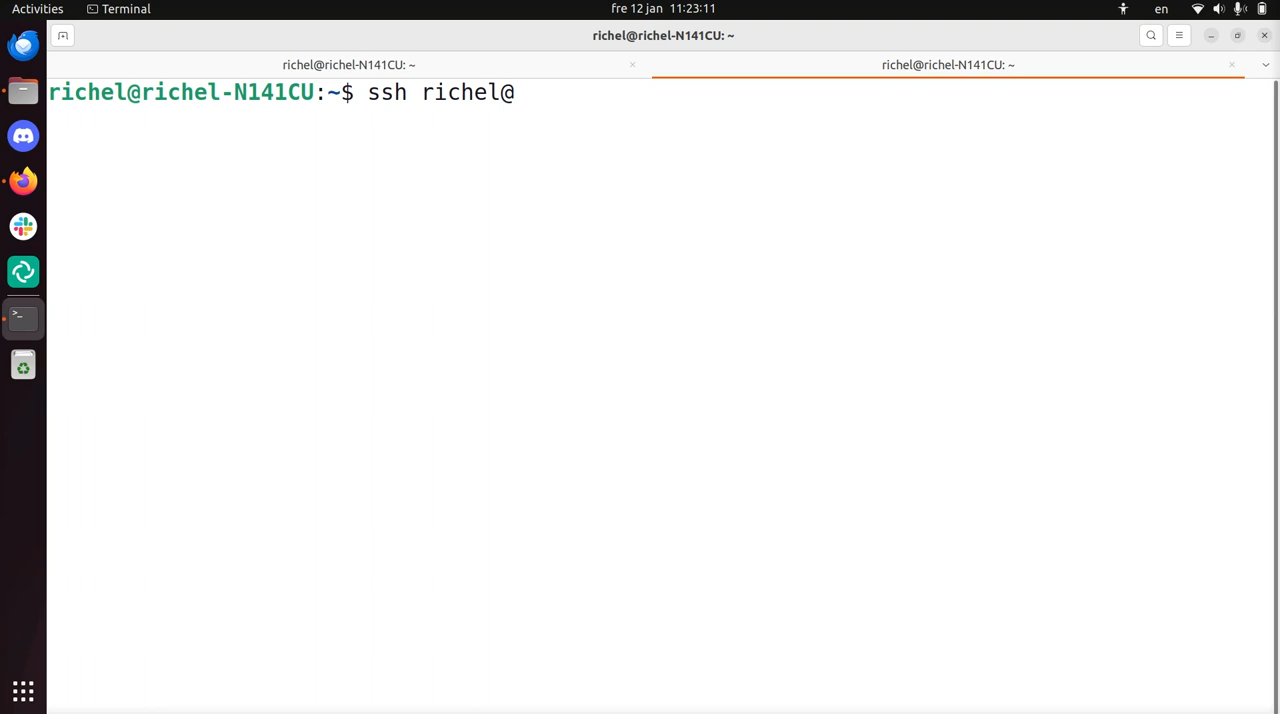 Activities
Terminal
fre 12 jan 11:23:11
en
richel@richel-N141CU: ~
richel@richel-N141CU: ~
richel@richel-N141CU: ~
richel@richel-N141CU:~$ ssh richel@